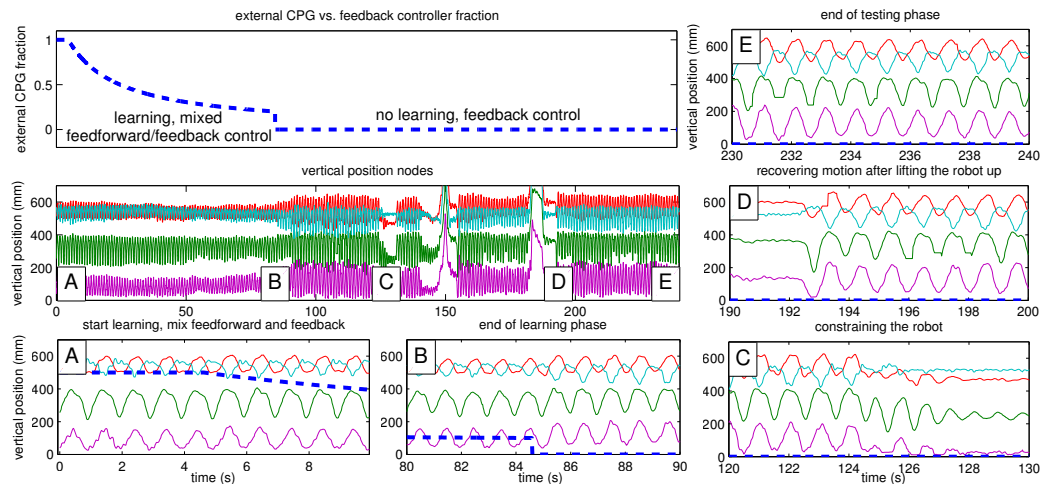 external CPG vs. feedback controller fraction
external CPG fraction
1
0.5
0
learning, mixed
feedforward/feedback control
no learning, feedback control
end of testing phase
E
vertical position (mm)
600
400
200
0
230 232 234 236 238 240
vertical position nodes
vertical position (mm)
600
400
200
0
A B C D E
0 50 100 150 200
recovering motion after lifting the robot up
D
600
400
200
0
190 192 194 196 198 200
start learning, mix feedforward and feedback
A
vertical position (mm)
600
400
200
0
0 2 4 6 8
time (s)
end of learning phase
B
600
400
200
0
80 82 84 86 88 90
time (s)
constraining the robot
C
600
400
200
0
120 122 124 126 128 130
time (s)